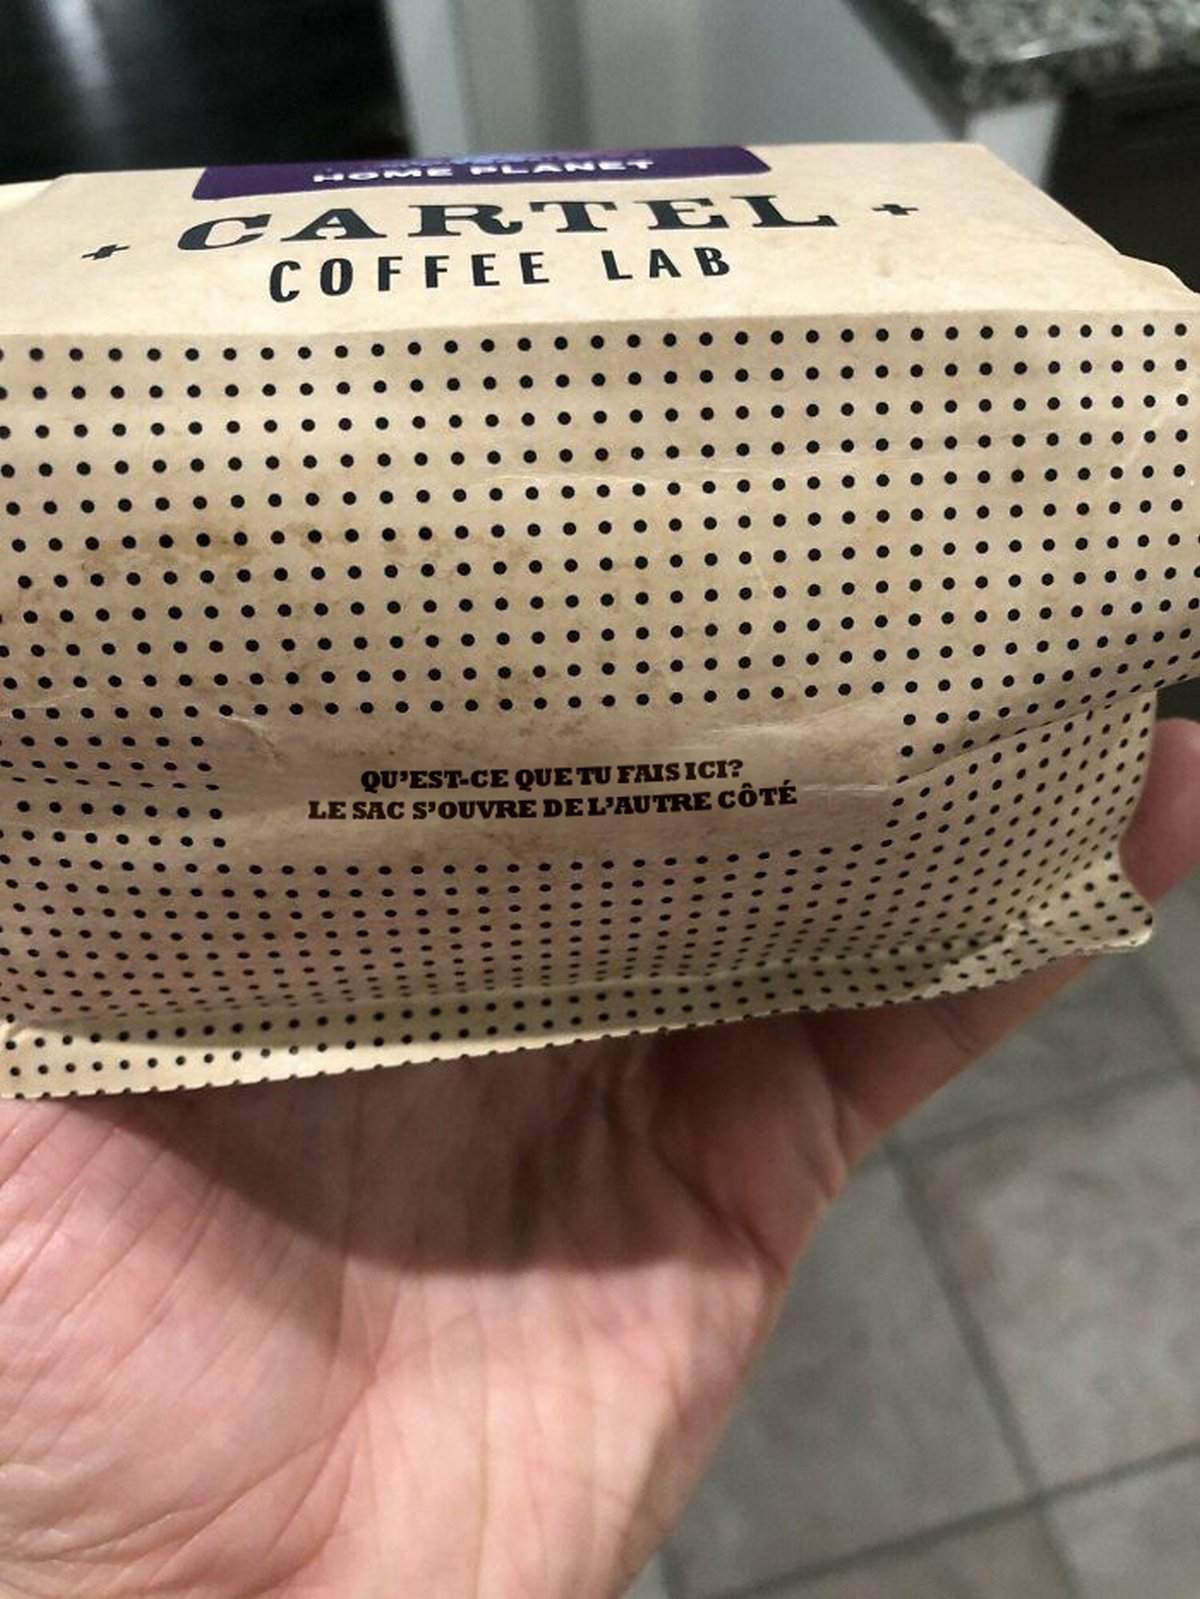 HOME PLANET
CARTEL
COFFEE LAB
QU'EST-CE QUE TU FAIS ICI?
LE SAC S'OUVRE DE L'AUTRE CÔTÉ